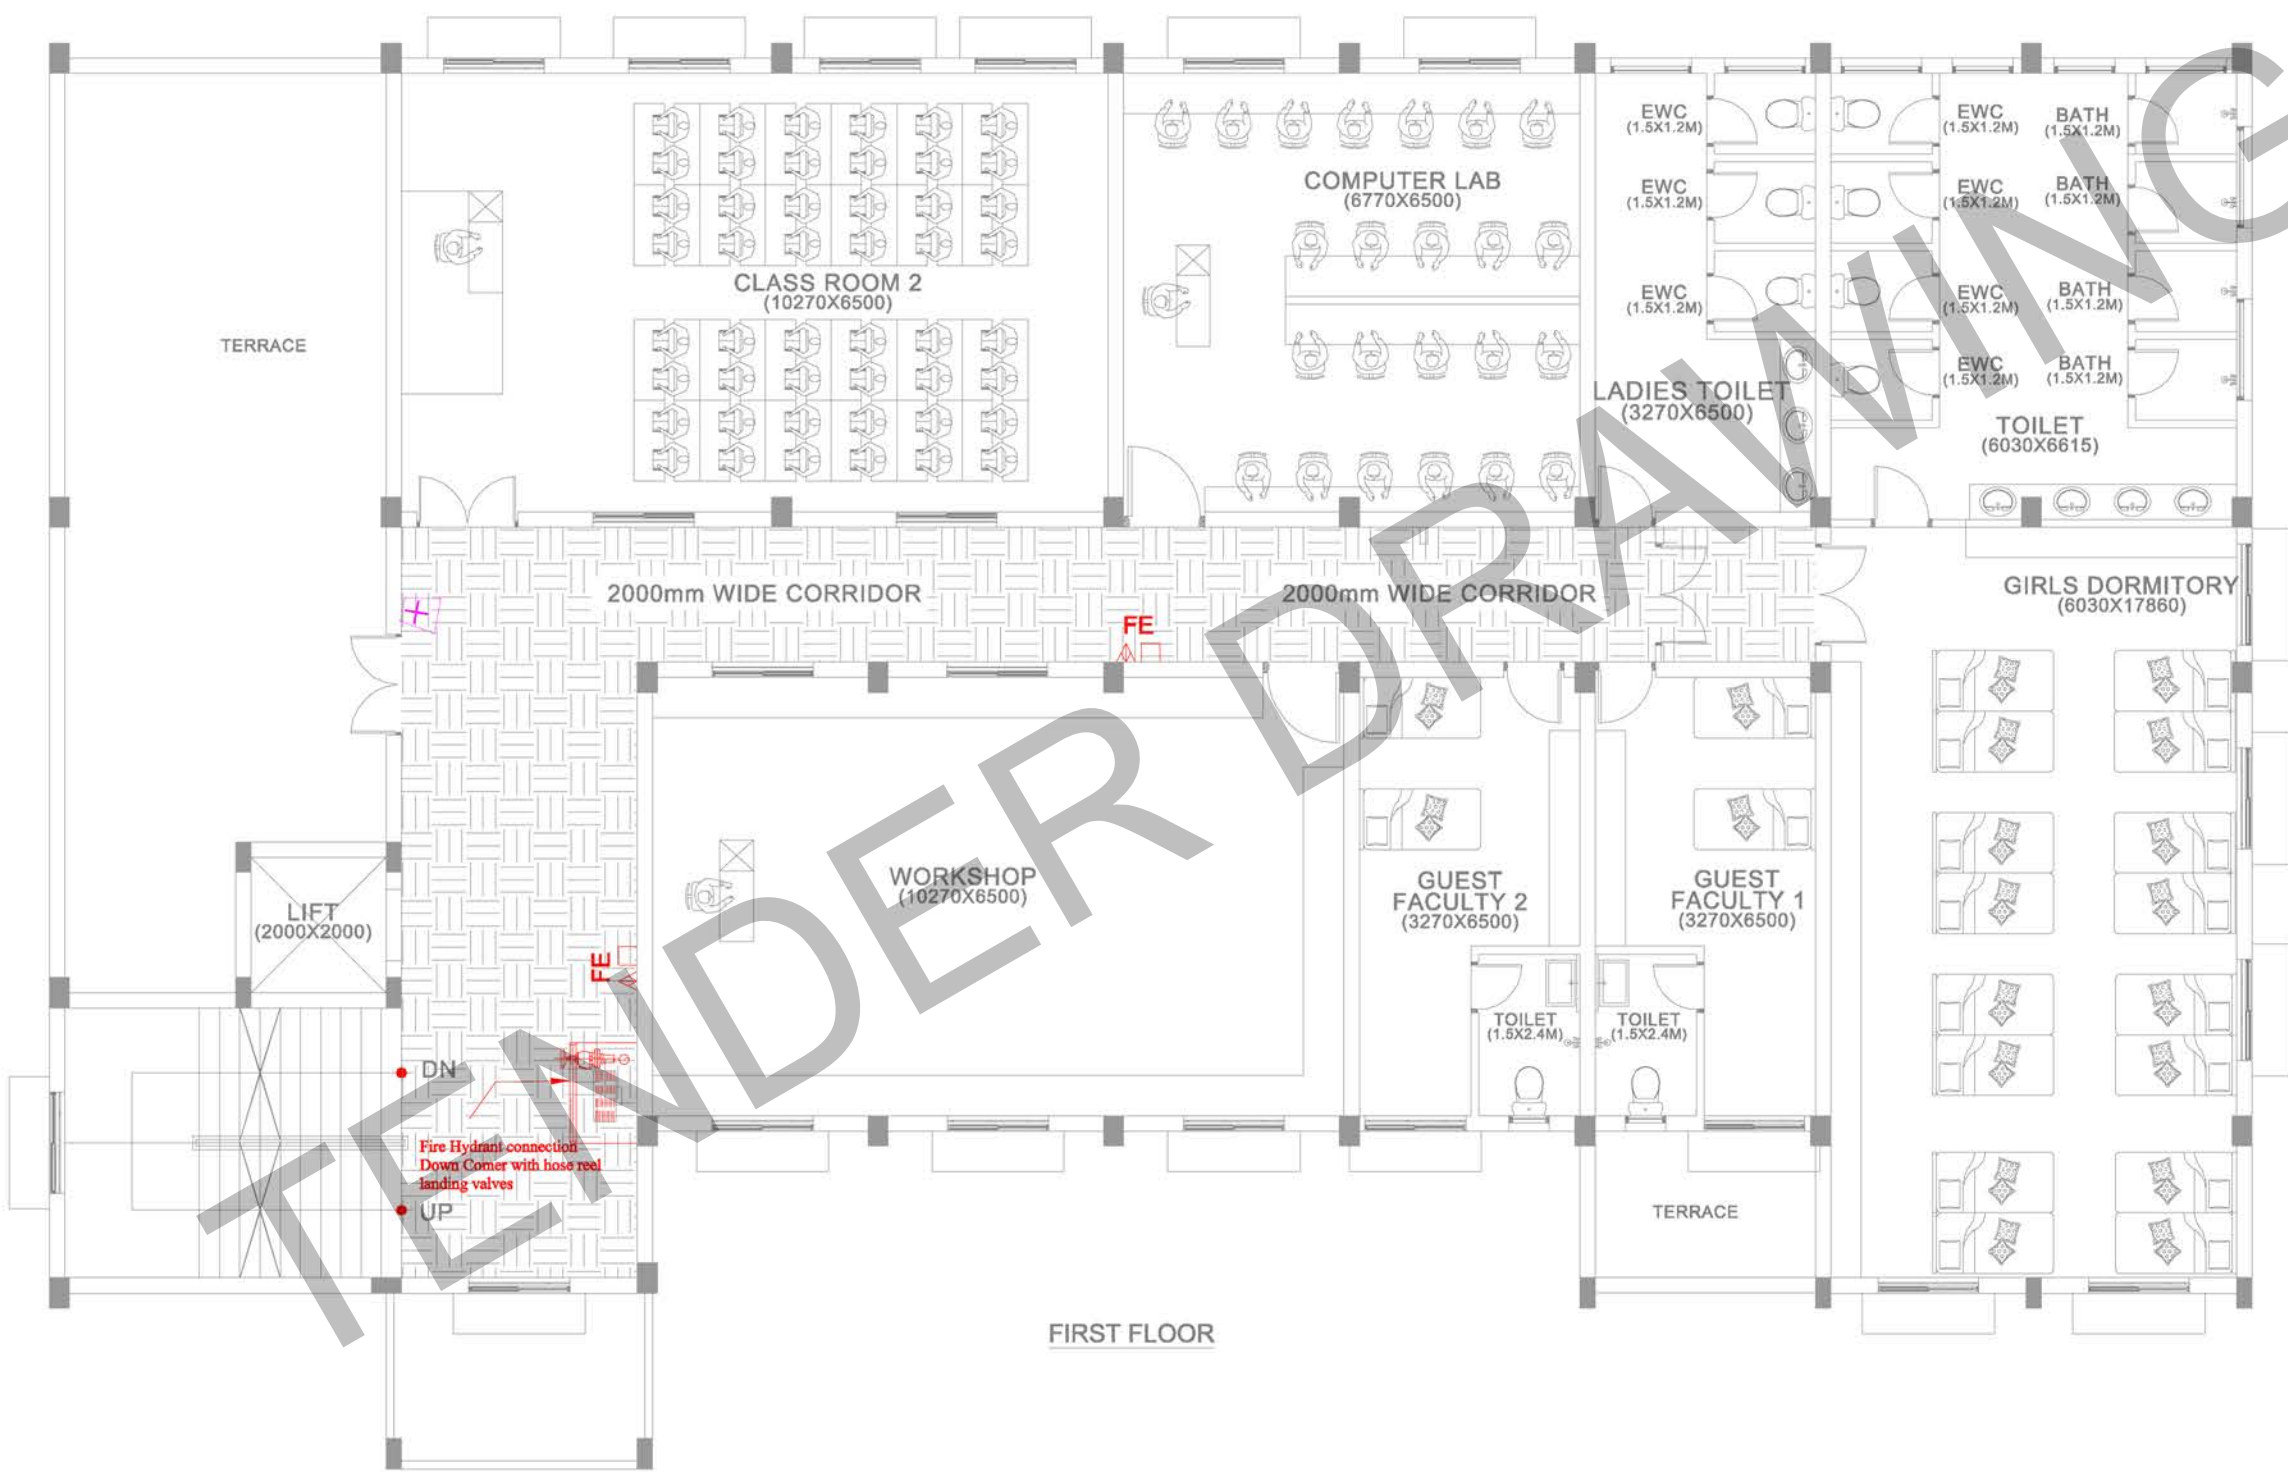 EWC
(1.5X1.2M)
EWC
(1.5X1.2M)
BATH
(1.5X1.2M)
COMPUTER LAB
(6770X6500)
EWC
(1.5X1.2M)
EWC
(1.5X1.2M)
BATH
(1.5X1.2M)
CLASS ROOM 2
(10270X6500)
EWC
(1.5X1.2M)
EWC
(1.5X1.2M)
BATH
(1.5X1.2M)
TERRACE
EWC
(1.5X1.2M)
BATH
(1.5X1.2M)
LADIES TOILET
(3270X6500)
TOILET
(6030X6615)
2000mm WIDE CORRIDOR
2000mm WIDE CORRIDOR
GIRLS DORMITORY
(6030X17860)
FE
WORKSHOP
(10270X6500)
GUEST
FACULTY 2
(3270X6500)
GUEST
FACULTY 1
(3270X6500)
LIFT
(2000X2000)
FE
TOILET
(1.5X2.4M)
TOILET
(1.5X2.4M)
DN
Fire Hydrant connection
Down Comer with hose reel
landing valves
UP
TERRACE
FIRST FLOOR
TENDER DRAWING